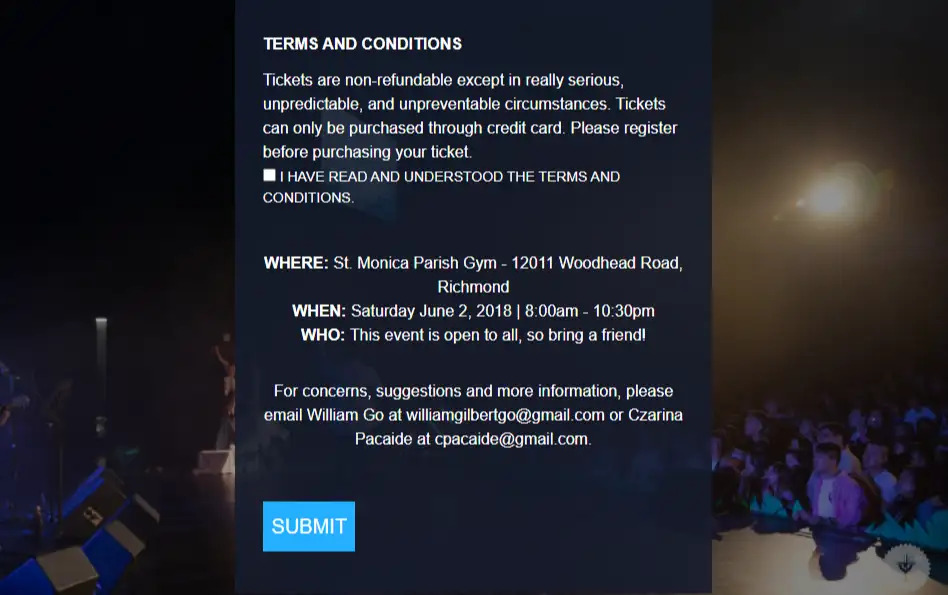 TERMS AND CONDITIONS
Tickets are non-refundable except in really serious,
unpredictable, and unpreventable circumstances. Tickets
can only be purchased through credit card. Please register
before purchasing your ticket.
I HAVE READ AND UNDERSTOOD THE TERMS AND
CONDITIONS.
WHERE: St. Monica Parish Gym - 12011 Woodhead Road,
Richmond
WHEN: Saturday June 2, 2018 | 8:00am - 10:30pm
WHO: This event is open to all, so bring a friend!
For concerns, suggestions and more information, please
email William Go at williamgilbertgo@gmail.com or Czarina
Pacaide at cpacaide@gmail.com.
SUBMIT